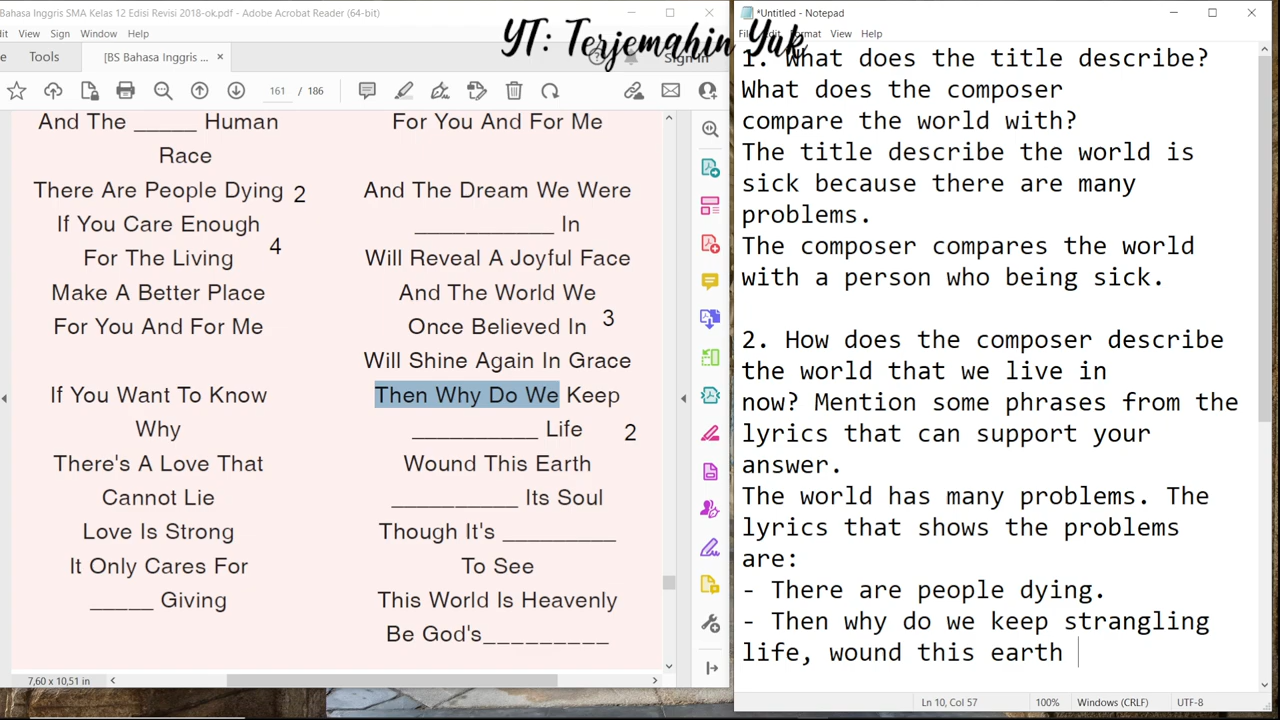 Bahasa Inggris SMA Kelas 12 Edisi Revisi 2018-ok.pdf - Adobe Acrobat Reader (64-bit)
*Untitled - Notepad
YT: Terjemahin Yuk
View Sign Window Help
Format View Help
Tools
[BS Bahasa Inggris ... ×
Sign In
161 / 186
And The _____ Human
Race
There Are People Dying 2
If You Care Enough
For The Living 4
Make A Better Place
For You And For Me
If You Want To Know
Why
There's A Love That
Cannot Lie
Love Is Strong
It Only Cares For
_____ Giving
For You And For Me
And The Dream We Were
___________ In
Will Reveal A Joyful Face
And The World We
Once Believed In 3
Will Shine Again In Grace
Then Why Do We Keep
__________ Life 2
Wound This Earth
__________ Its Soul
Though It's _________
To See
This World Is Heavenly
Be God's__________
7,60 x 10,51 in
1. What does the title describe?
What does the composer
compare the world with?
The title describe the world is
sick because there are many
problems.
The composer compares the world
with a person who being sick.
2. How does the composer describe
the world that we live in
now? Mention some phrases from the
lyrics that can support your
answer.
The world has many problems. The
lyrics that shows the problems
are:
- There are people dying.
- Then why do we keep strangling
life, wound this earth
Ln 10, Col 57
100%
Windows (CRLF)
UTF-8